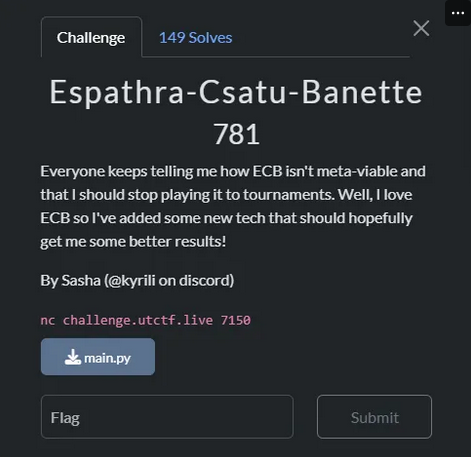 Challenge
149 Solves
Espathra-Csatu-Banette
781
Everyone keeps telling me how ECB isn't meta-viable and
that I should stop playing it to tournaments. Well, I love
ECB so I've added some new tech that should hopefully
get me some better results!
By Sasha (@kyrili on discord)
nc challenge.utctf.live 7150
main.py
Flag
Submit